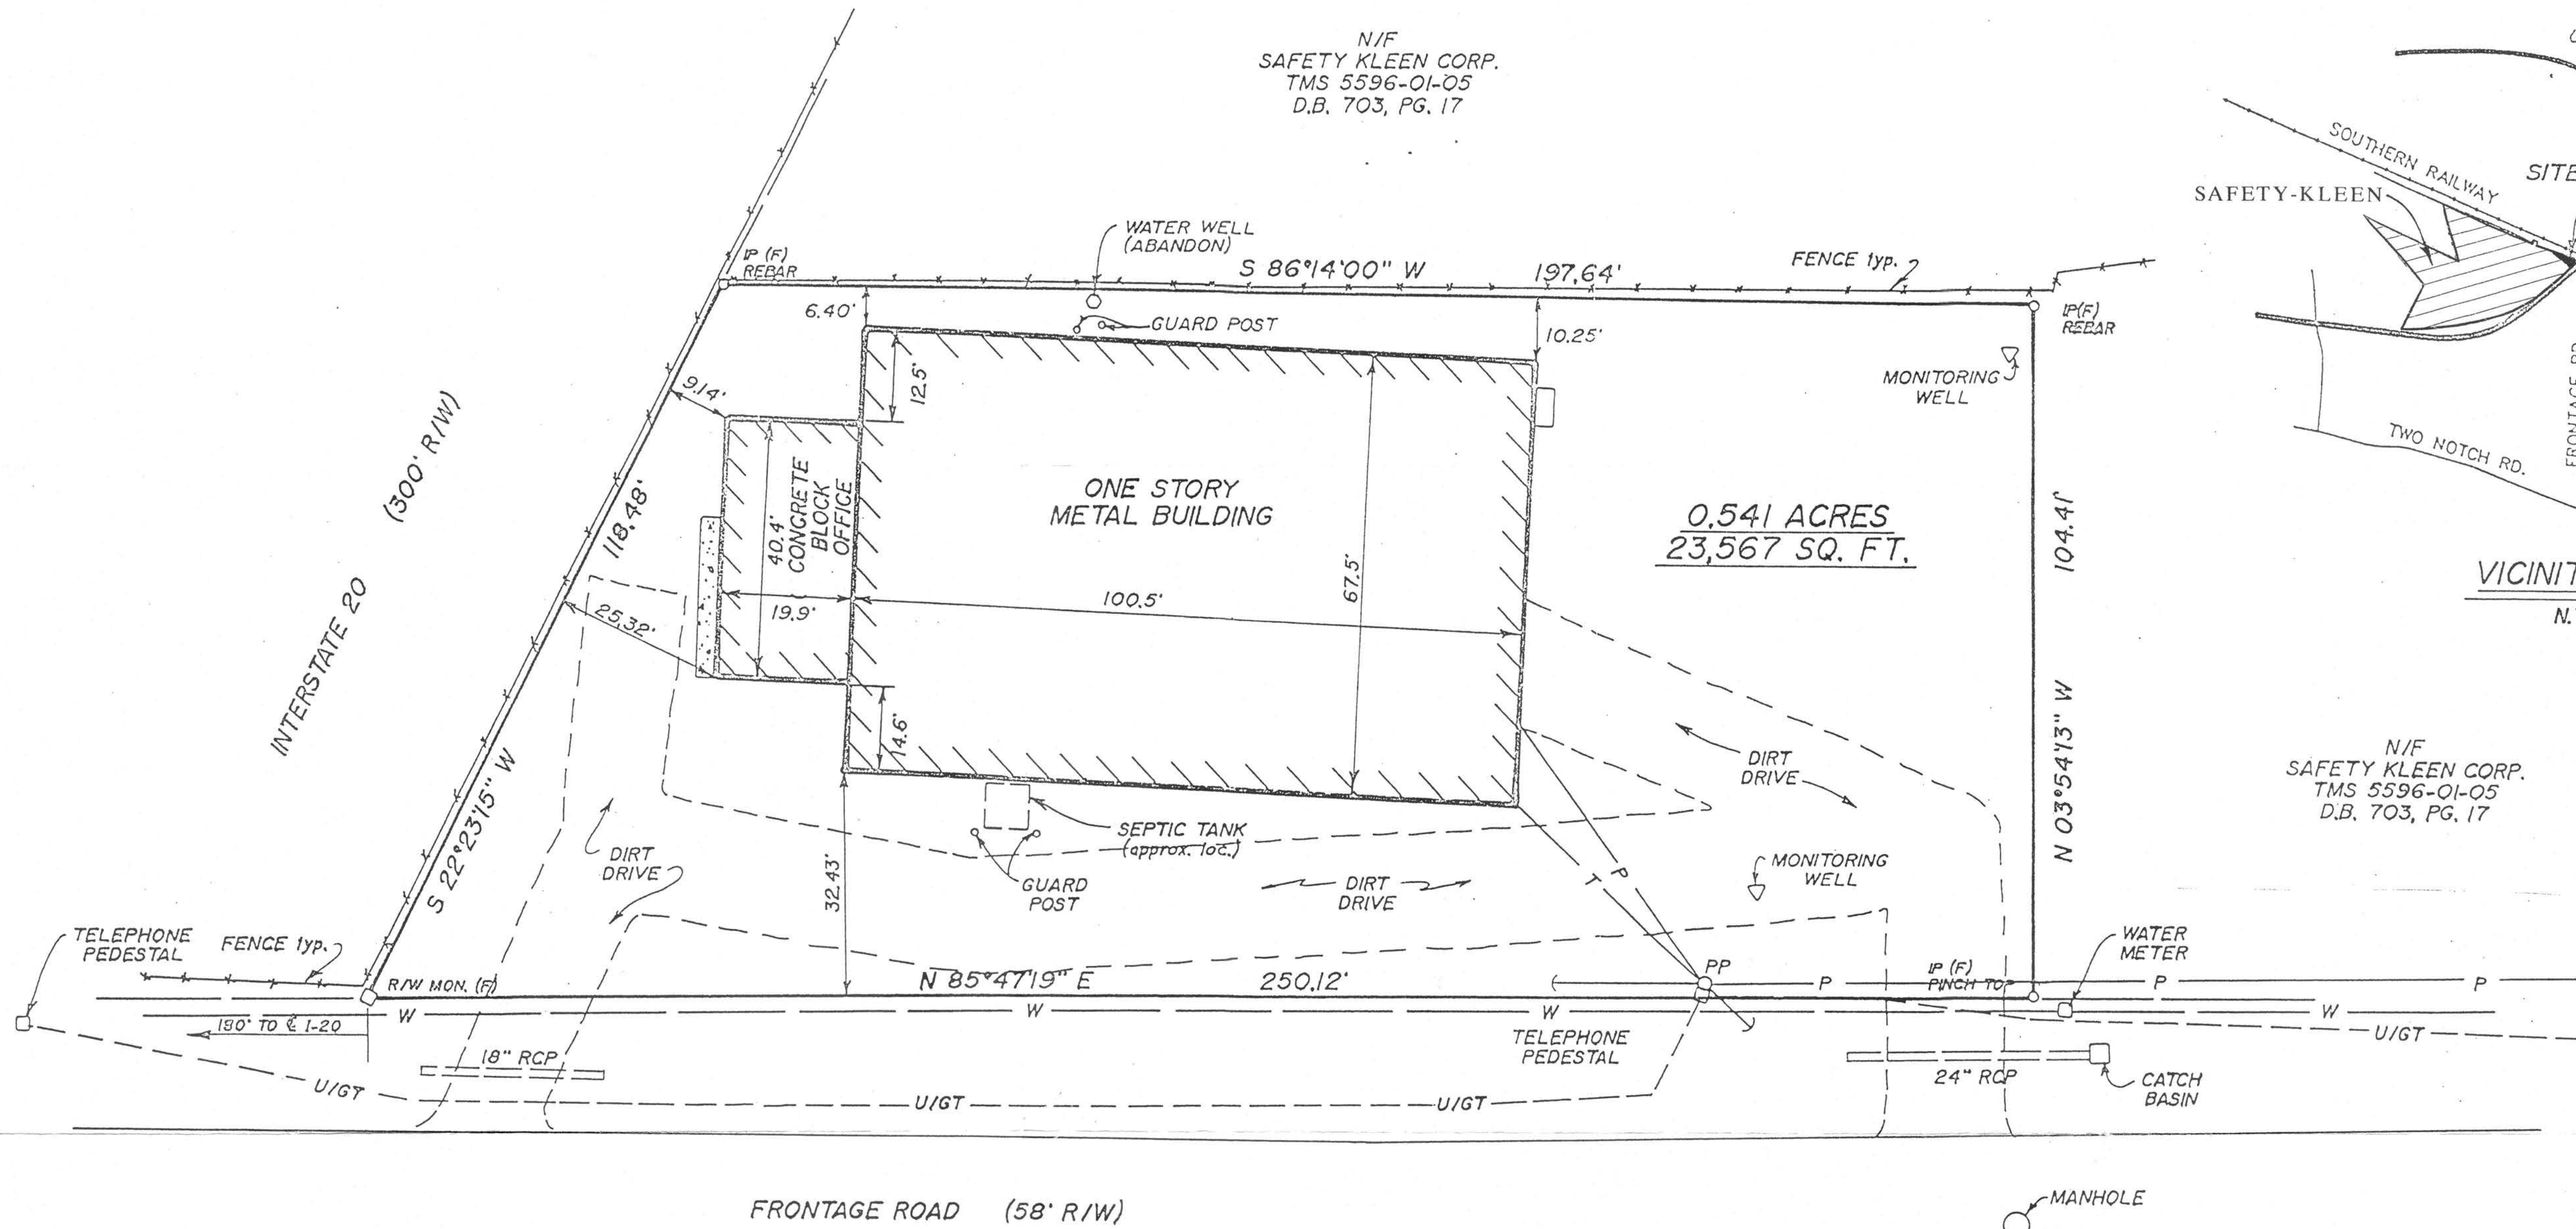 N/F
SAFETY KLEEN CORP.
TMS 5596-01-05
D.B. 703, PG. 17
SOUTHERN RAILWAY
SITE
SAFETY-KLEEN
FRONTAGE RD
TWO NOTCH RD.
VICINIT
N.
WATER WELL
(ABANDON)
IP (F)
REBAR
S 86°14'00" W
197.64'
FENCE typ.
IP(F)
REBAR
6.40'
GUARD POST
10.25'
MONITORING
WELL
9.14'
12.5'
INTERSTATE 20
(300' R/W)
118.48'
S 22°23'15" W
40.4'
CONCRETE
BLOCK
OFFICE
19.9'
25.32'
ONE STORY
METAL BUILDING
100.5'
67.5'
0.541 ACRES
23,567 SQ. FT.
104.41'
N 03°54'13" W
14.6'
DIRT
DRIVE
N/F
SAFETY KLEEN CORP.
TMS 5596-01-05
D.B. 703, PG. 17
SEPTIC TANK
(approx. loc.)
DIRT
DRIVE
32.43'
GUARD
POST
DIRT
DRIVE
MONITORING
WELL
P
T
TELEPHONE
PEDESTAL
FENCE typ.
WATER
METER
R/W MON. (F)
N 85°47'19" E
250.12'
PP
P
IP (F)
PINCH TOP
P
P
W
W
W
W
180' TO ℄ I-20
TELEPHONE
PEDESTAL
U/GT
18" RCP
24" RCP
CATCH
BASIN
U/GT
U/GT
U/GT
FRONTAGE ROAD (58' R/W)
MANHOLE